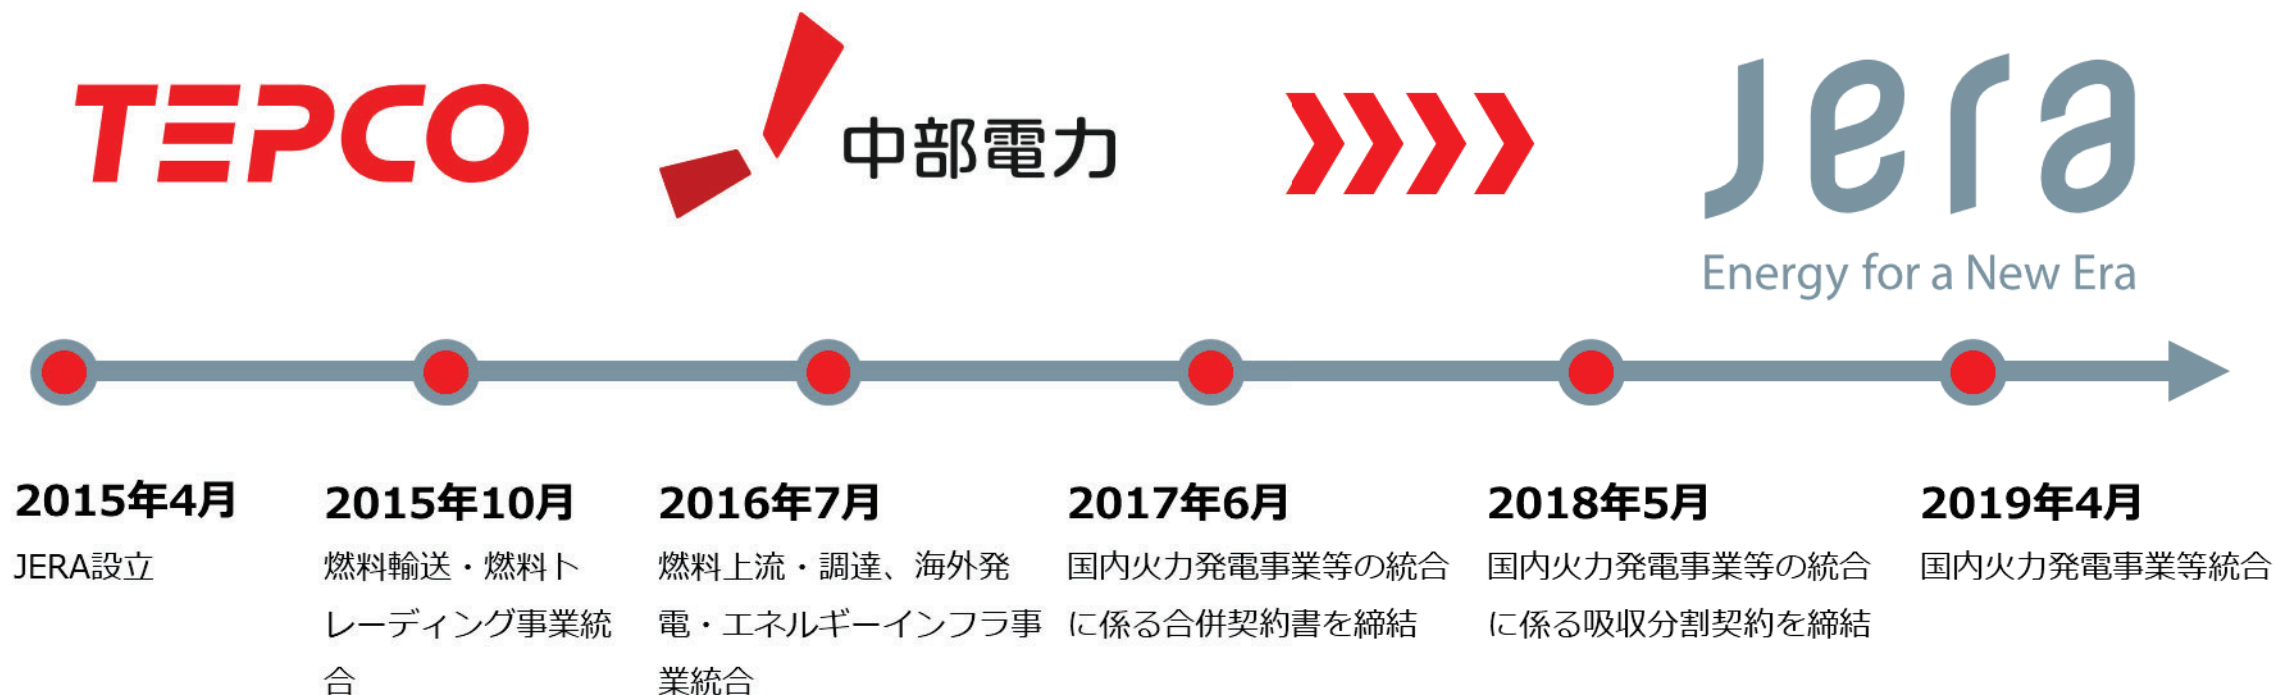 TEPCO
中部電力
Jera
Energy for a New Era
2015年4月
JERA設立
2015年10月
燃料輸送・燃料ト
レーディング事業統
合
2016年7月
燃料上流・調達、海外発
電・エネルギーインフラ事
業統合
2017年6月
国内火力発電事業等の統合
に係る合併契約書を締結
2018年5月
国内火力発電事業等の統合
に係る吸収分割契約を締結
2019年4月
国内火力発電事業等統合